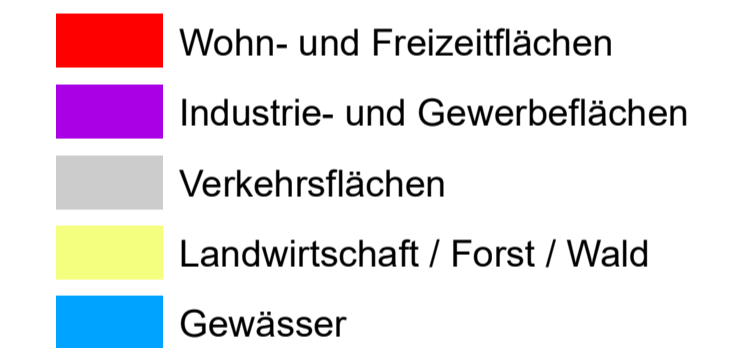 Wohn- und Freizeitflächen
Industrie- und Gewerbeflächen
Verkehrsflächen
Landwirtschaft / Forst / Wald
Gewässer